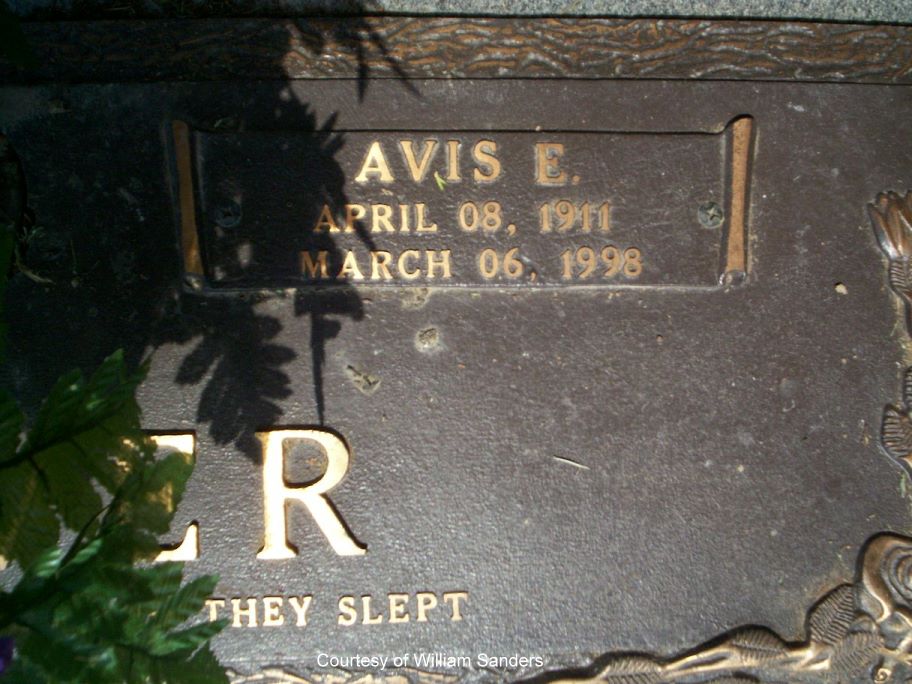 AVIS E.
APRIL 08, 1911
MARCH 06, 1998
ER
THEY SLEPT
Courtesy of William Sanders